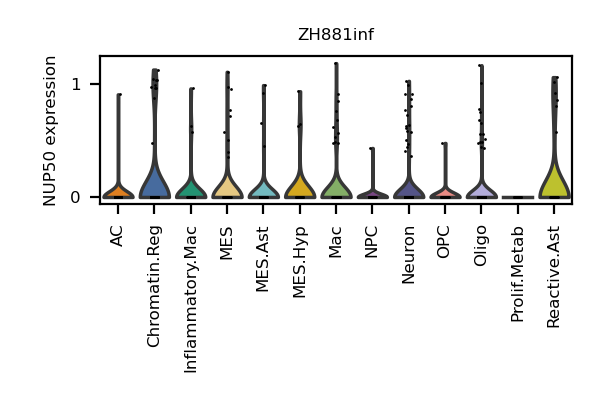 ZH881inf
NUP50 expression
1
0
AC
Chromatin.Reg
Inflammatory.Mac
MES
MES.Ast
MES.Hyp
Mac
NPC
Neuron
OPC
Oligo
Prolif.Metab
Reactive.Ast